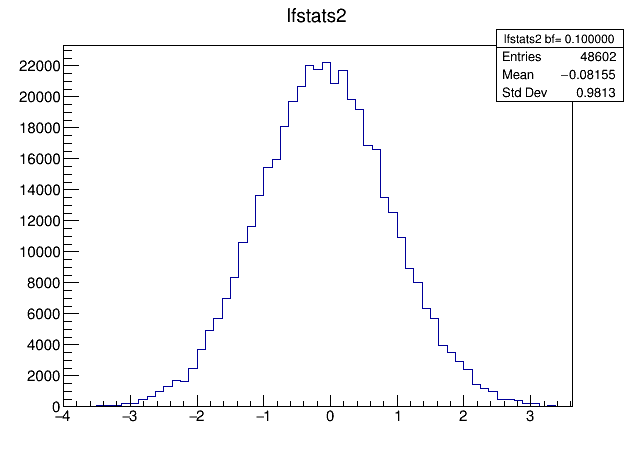 lfstats2
lfstats2 bf= 0.100000
Entries 48602
Mean −0.08155
Std Dev 0.9813
22000
20000
18000
16000
14000
12000
10000
8000
6000
4000
2000
0
−4 −3 −2 −1 0 1 2 3